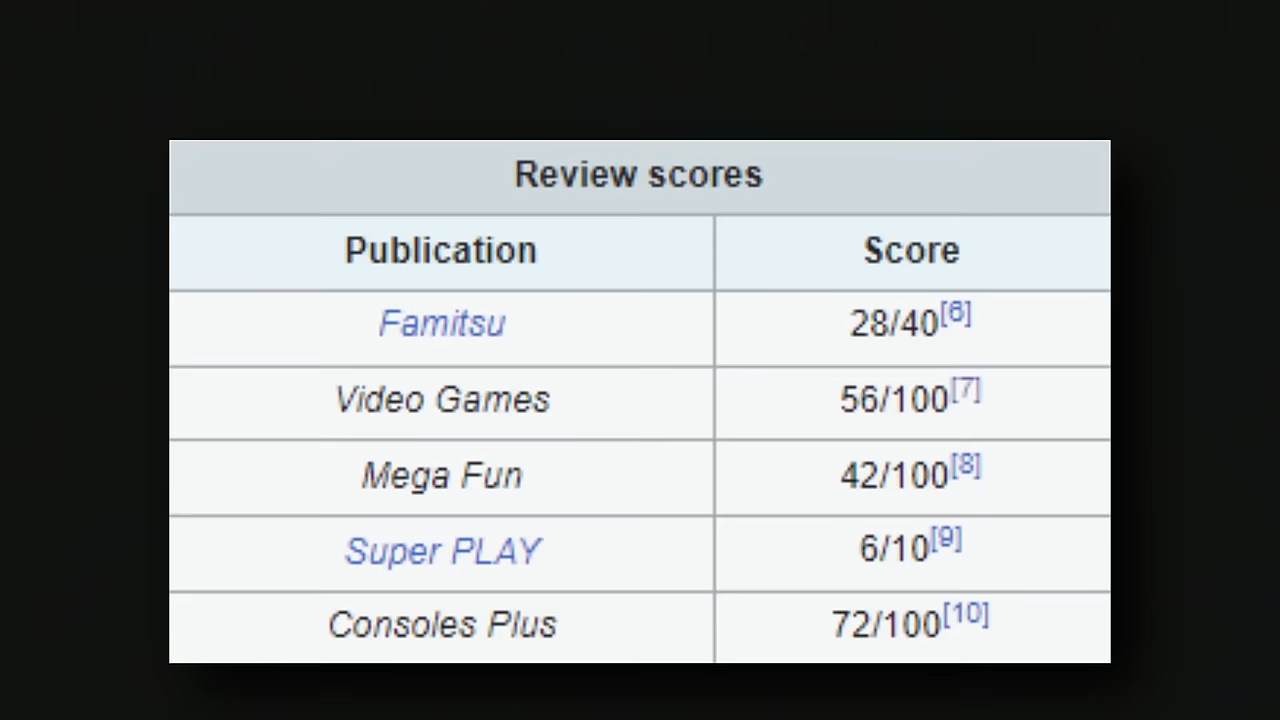 Review scores
Publication Score
Famitsu 28/40[6]
Video Games 56/100[7]
Mega Fun 42/100[8]
Super PLAY 6/10[9]
Consoles Plus 72/100[10]